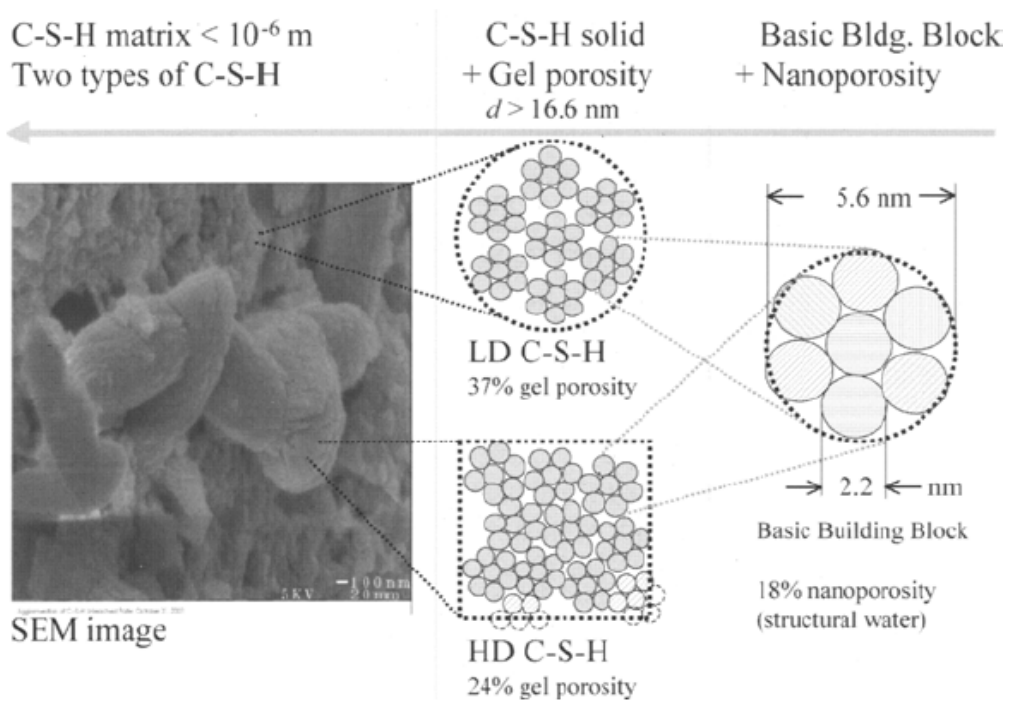 C-S-H matrix < 10⁻⁶ m
Two types of C-S-H
C-S-H solid
+ Gel porosity
d > 16.6 nm
Basic Bldg. Block
+ Nanoporosity
5.6 nm
LD C-S-H
37% gel porosity
2.2 nm
Basic Building Block
18% nanoporosity
(structural water)
100nm
5KV 20mm
SEM image
HD C-S-H
24% gel porosity